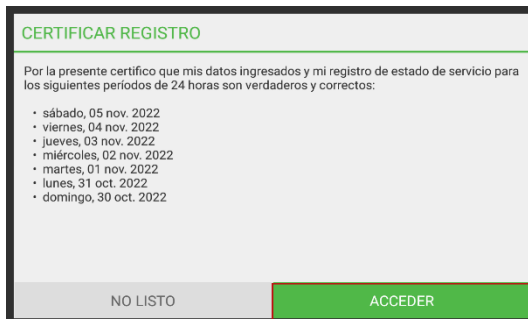 CERTIFICAR REGISTRO
Por la presente certifico que mis datos ingresados y mi registro de estado de servicio para
los siguientes períodos de 24 horas son verdaderos y correctos:
• sábado, 05 nov. 2022
• viernes, 04 nov. 2022
• jueves, 03 nov. 2022
• miércoles, 02 nov. 2022
• martes, 01 nov. 2022
• lunes, 31 oct. 2022
• domingo, 30 oct. 2022
NO LISTO
ACCEDER